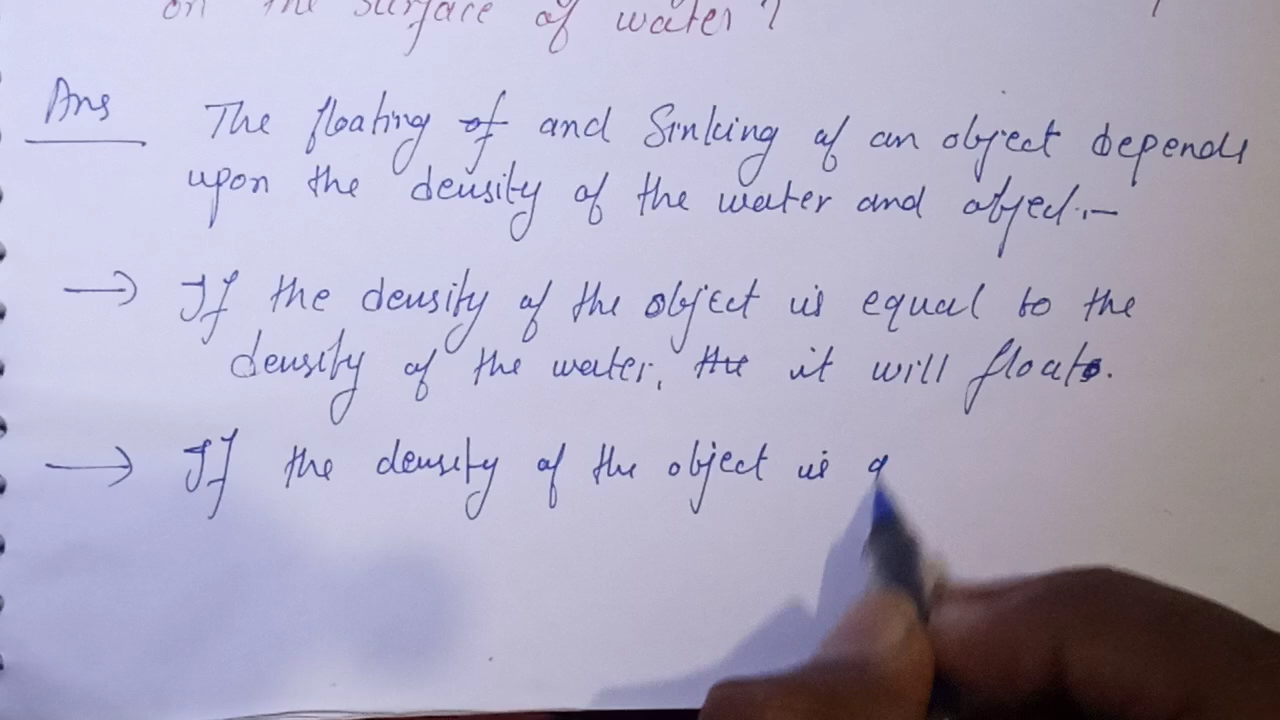 on the surface of water?
Ans The floating of and Sinking of an object depends
upon the density of the water and object:-
→ If the density of the object is equal to the
density of the water, the it will floats.
→ If the density of the object is g